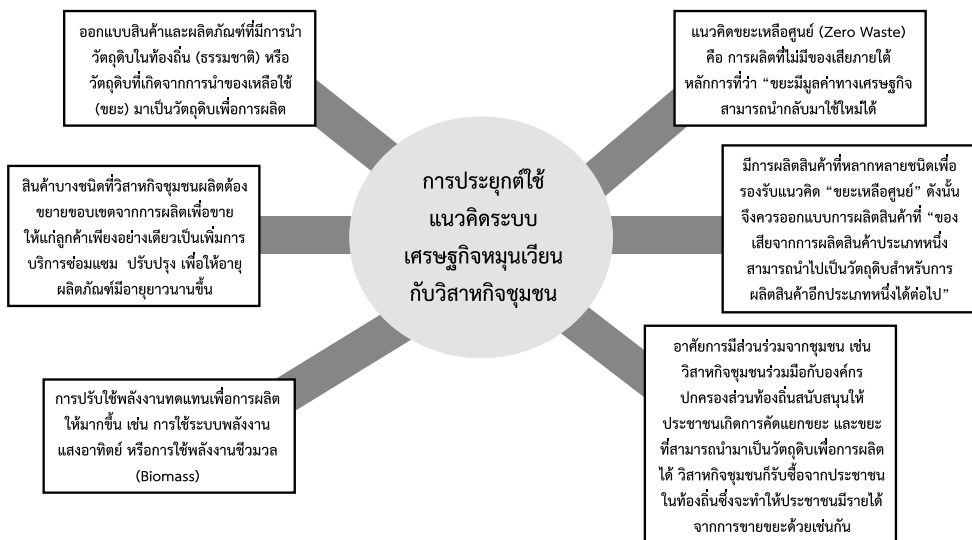 ออกแบบสินค้าและผลิตภัณฑ์ที่มีการนำ
วัตถุดิบในท้องถิ่น (ธรรมชาติ) หรือ
วัตถุดิบที่เกิดจากการนำของเหลือใช้
(ขยะ) มาเป็นวัตถุดิบเพื่อการผลิต
แนวคิดขยะเหลือศูนย์ (Zero Waste)
คือ การผลิตที่ไม่มีของเสียภายใต้
หลักการที่ว่า “ขยะมีมูลค่าทางเศรษฐกิจ
สามารถนำกลับมาใช้ใหม่ได้
การประยุกต์ใช้
แนวคิดระบบ
เศรษฐกิจหมุนเวียน
กับวิสาหกิจชุมชน
สินค้าบางชนิดที่วิสาหกิจชุมชนผลิตต้อง
ขยายขอบเขตจากการผลิตเพื่อขาย
ให้แก่ลูกค้าเพียงอย่างเดียวเป็นเพิ่มการ
บริการซ่อมแซม ปรับปรุง เพื่อให้อายุ
ผลิตภัณฑ์มีอายุยาวนานขึ้น
มีการผลิตสินค้าที่หลากหลายชนิดเพื่อ
รองรับแนวคิด “ขยะเหลือศูนย์” ดังนั้น
จึงควรออกแบบการผลิตสินค้าที่ “ของ
เสียจากการผลิตสินค้าประเภทหนึ่ง
สามารถนำไปเป็นวัตถุดิบสำหรับการ
ผลิตสินค้าอีกประเภทหนึ่งได้ต่อไป”
การปรับใช้พลังงานทดแทนเพื่อการผลิต
ให้มากขึ้น เช่น การใช้ระบบพลังงาน
แสงอาทิตย์ หรือการใช้พลังงานชีวมวล
(Biomass)
อาศัยการมีส่วนร่วมจากชุมชน เช่น
วิสาหกิจชุมชนร่วมมือกับองค์กร
ปกครองส่วนท้องถิ่นสนับสนุนให้
ประชาชนเกิดการคัดแยกขยะ และขยะ
ที่สามารถนำมาเป็นวัตถุดิบเพื่อการผลิต
ได้ วิสาหกิจชุมชนก็รับซื้อจากประชาชน
ในท้องถิ่นซึ่งจะทำให้ประชาชนมีรายได้
จากการขายขยะด้วยเช่นกัน